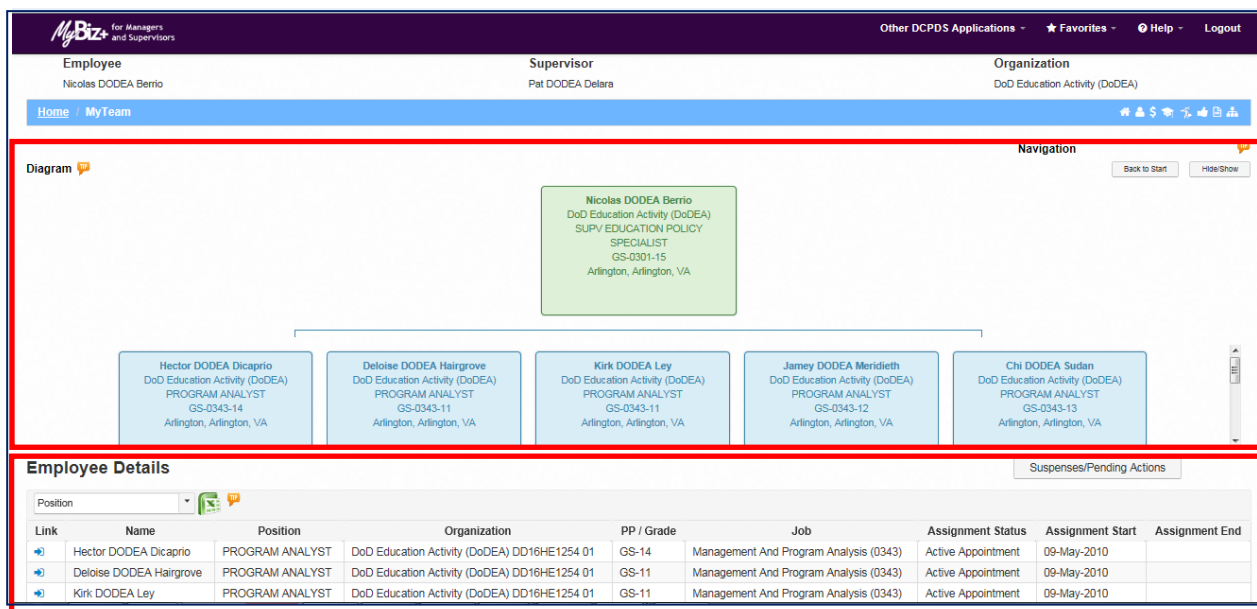 MyBiz+ for Managers and Supervisors
Other DCPDS Applications Favorites Help Logout
Employee Supervisor Organization
Nicolas DODEA Berrio Pat DODEA Delara DoD Education Activity (DoDEA)
Home / MyTeam
Navigation TIP
Diagram TIP Back to Start Hide/Show
Nicolas DODEA Berrio
DoD Education Activity (DoDEA)
SUPV EDUCATION POLICY
SPECIALIST
GS-0301-15
Arlington, Arlington, VA
Hector DODEA Dicaprio
DoD Education Activity (DoDEA)
PROGRAM ANALYST
GS-0343-14
Arlington, Arlington, VA
Deloise DODEA Hairgrove
DoD Education Activity (DoDEA)
PROGRAM ANALYST
GS-0343-11
Arlington, Arlington, VA
Kirk DODEA Ley
DoD Education Activity (DoDEA)
PROGRAM ANALYST
GS-0343-11
Arlington, Arlington, VA
Jamey DODEA Meridieth
DoD Education Activity (DoDEA)
PROGRAM ANALYST
GS-0343-12
Arlington, Arlington, VA
Chi DODEA Sudan
DoD Education Activity (DoDEA)
PROGRAM ANALYST
GS-0343-13
Arlington, Arlington, VA
Employee Details Suspenses/Pending Actions
Position TIP
Link Name Position Organization PP / Grade Job Assignment Status Assignment Start Assignment End
Hector DODEA Dicaprio PROGRAM ANALYST DoD Education Activity (DoDEA) DD16HE1254 01 GS-14 Management And Program Analysis (0343) Active Appointment 09-May-2010
Deloise DODEA Hairgrove PROGRAM ANALYST DoD Education Activity (DoDEA) DD16HE1254 01 GS-11 Management And Program Analysis (0343) Active Appointment 09-May-2010
Kirk DODEA Ley PROGRAM ANALYST DoD Education Activity (DoDEA) DD16HE1254 01 GS-11 Management And Program Analysis (0343) Active Appointment 09-May-2010